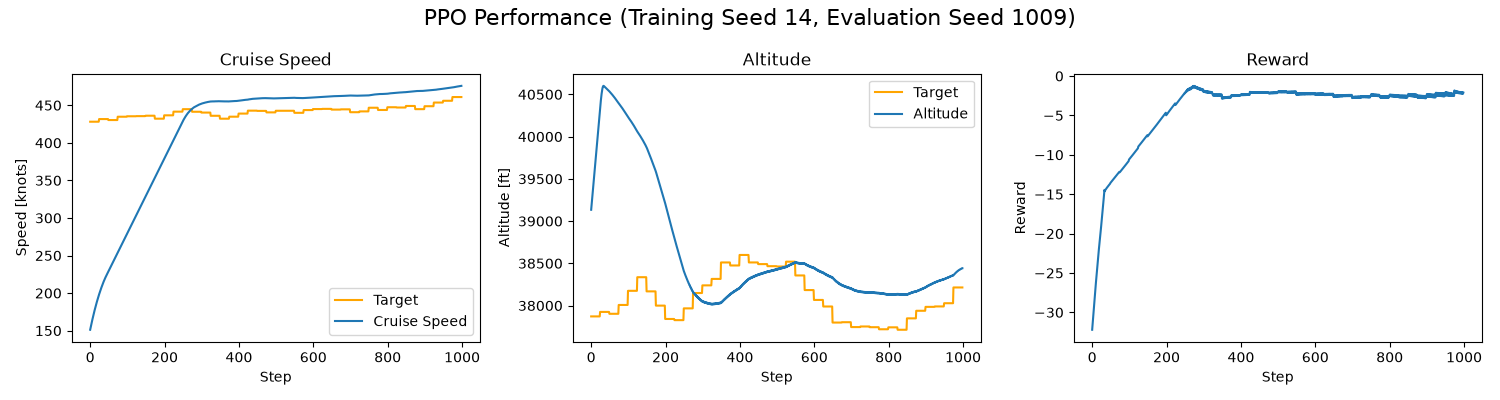 PPO Performance (Training Seed 14, Evaluation Seed 1009)
Cruise Speed
Speed [knots]
450
400
350
300
250
200
150
Target
Cruise Speed
0 200 400 600 800 1000
Step
Altitude
Altitude [ft]
40500
40000
39500
39000
38500
38000
Target
Altitude
0 200 400 600 800 1000
Step
Reward
Reward
0
−5
−10
−15
−20
−25
−30
0 200 400 600 800 1000
Step